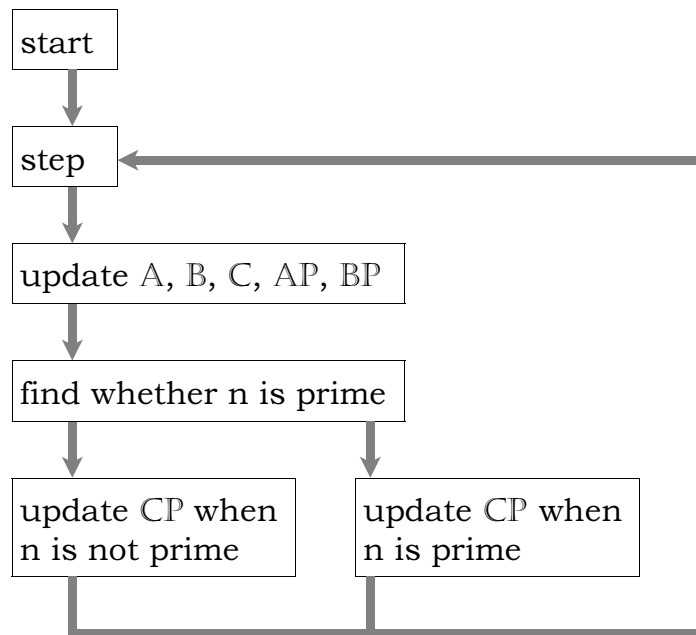 start
step
update 𝔸, 𝔹, ℂ, 𝔸ℙ, 𝔹ℙ
find whether n is prime
update ℂℙ when
n is not prime
update ℂℙ when
n is prime